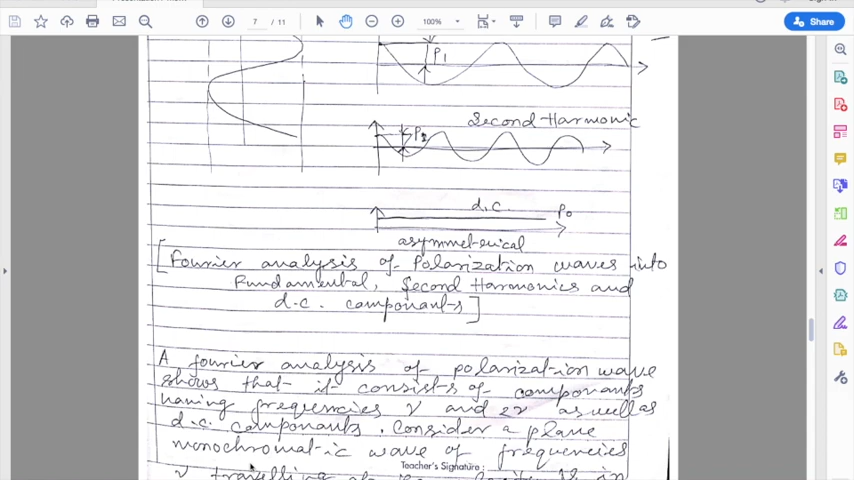 7 / 11
100%
Share
P1
Second Harmonic
P2
d.c.
P0
asymmetrical
[Fourier analysis of Polarization waves into
Fundamental, Second Harmonics and
d.c. components]
A fourier analysis of polarization wave
shows that it consists of components
having frequencies ν and 2ν as well as
d.c. components. Consider a plane
monochromatic wave of frequencies
Teacher's Signature :
ν travelling
in